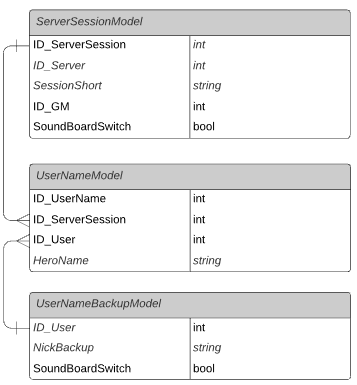 ServerSessionModel
ID_ServerSession int
ID_Server int
SessionShort string
ID_GM int
SoundBoardSwitch bool
UserNameModel
ID_UserName int
ID_ServerSession int
ID_User int
HeroName string
UserNameBackupModel
ID_User int
NickBackup string
SoundBoardSwitch bool